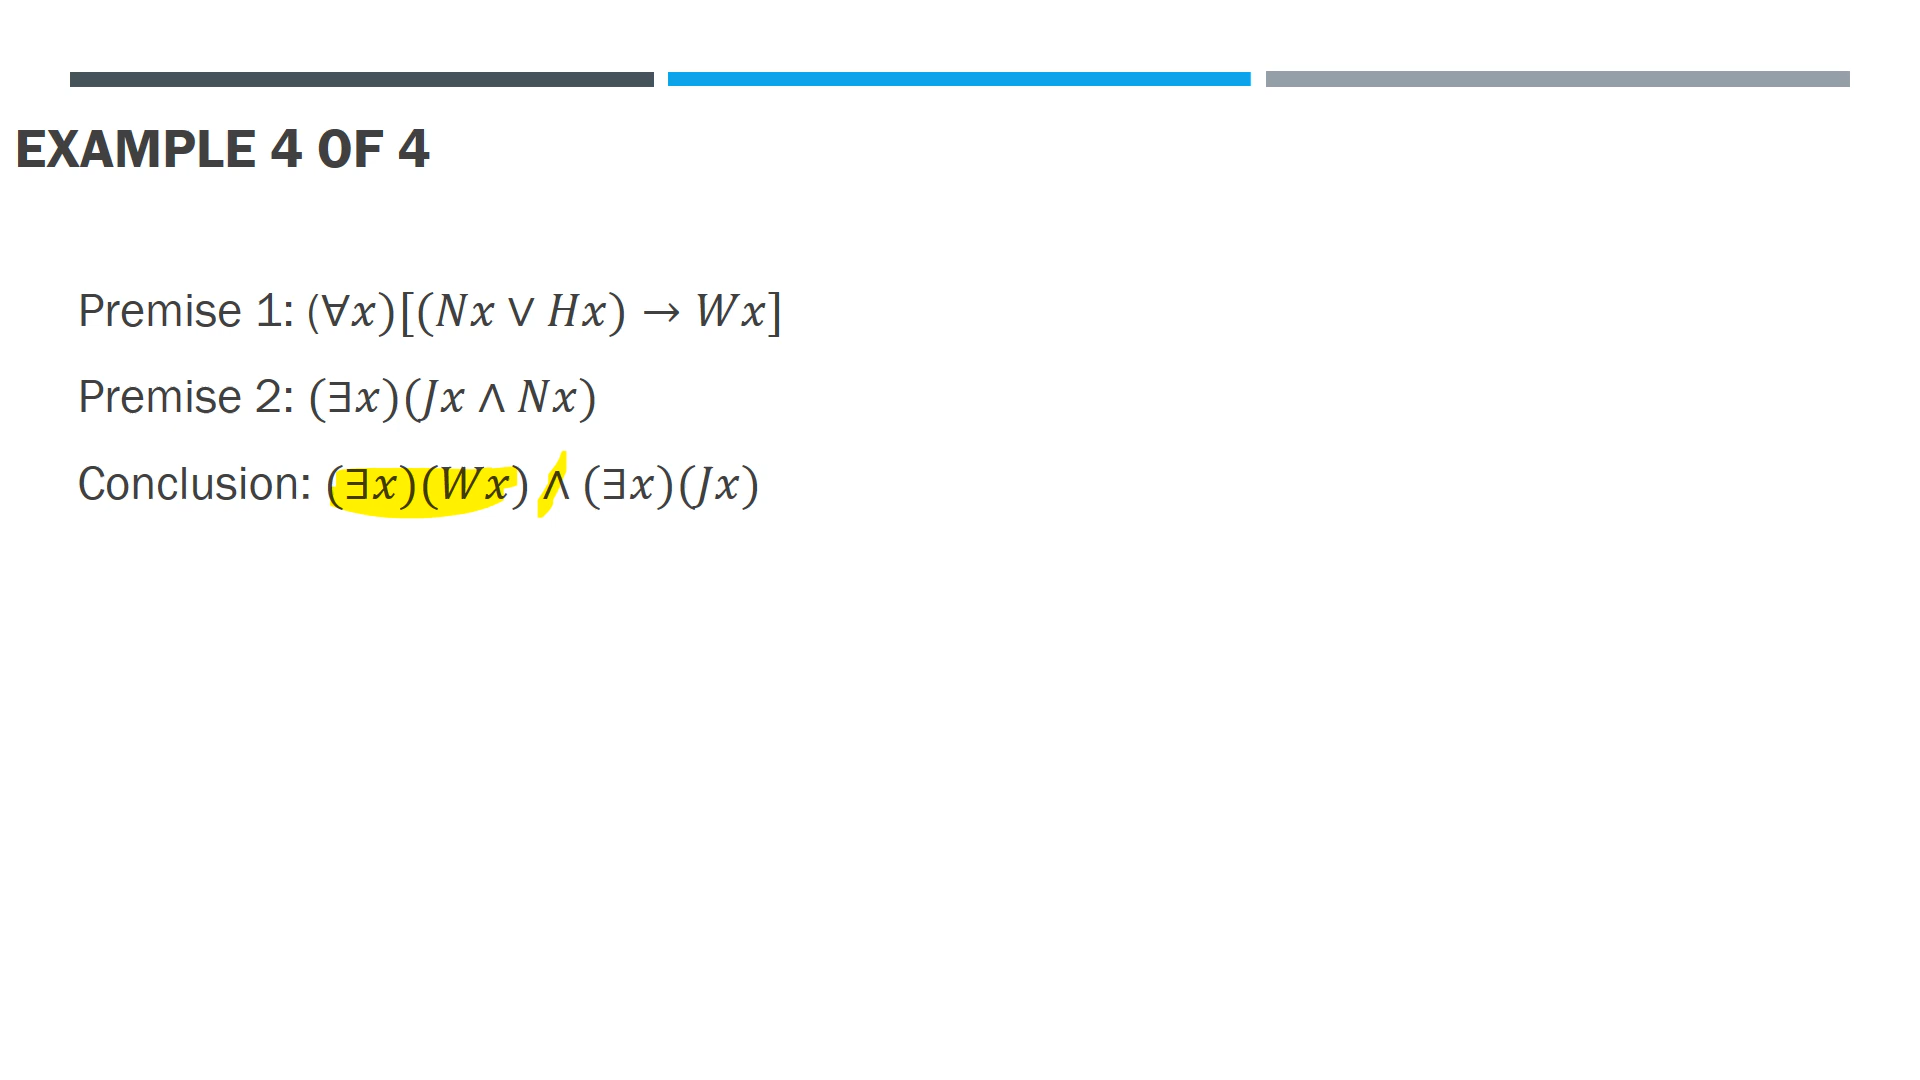 EXAMPLE 4 OF 4
Premise 1: (∀𝑥)[(𝑁𝑥 ∨ 𝐻𝑥) → 𝑊𝑥]
Premise 2: (∃𝑥)(𝐽𝑥 ∧ 𝑁𝑥)
Conclusion: (∃𝑥)(𝑊𝑥) ∧ (∃𝑥)(𝐽𝑥)